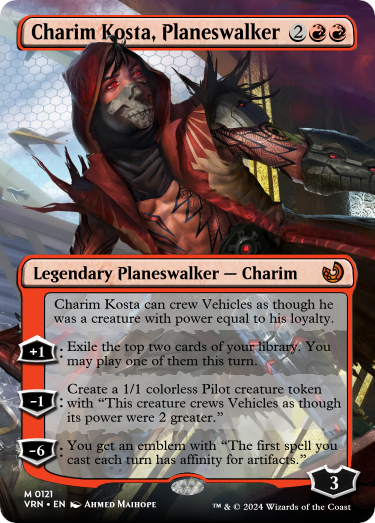 Charim Kosta, Planeswalker 2
Legendary Planeswalker — Charim
Charim Kosta can crew Vehicles as though he
was a creature with power equal to his loyalty.
+1: Exile the top two cards of your library. You
may play one of them this turn.
-1: Create a 1/1 colorless Pilot creature token
with “This creature crews Vehicles as though
its power were 2 greater.”
-6: You get an emblem with “The first spell you
cast each turn has affinity for artifacts.”
3
M 0121
VRN • EN Ahmed Maihope
™ & © 2024 Wizards of the Coast